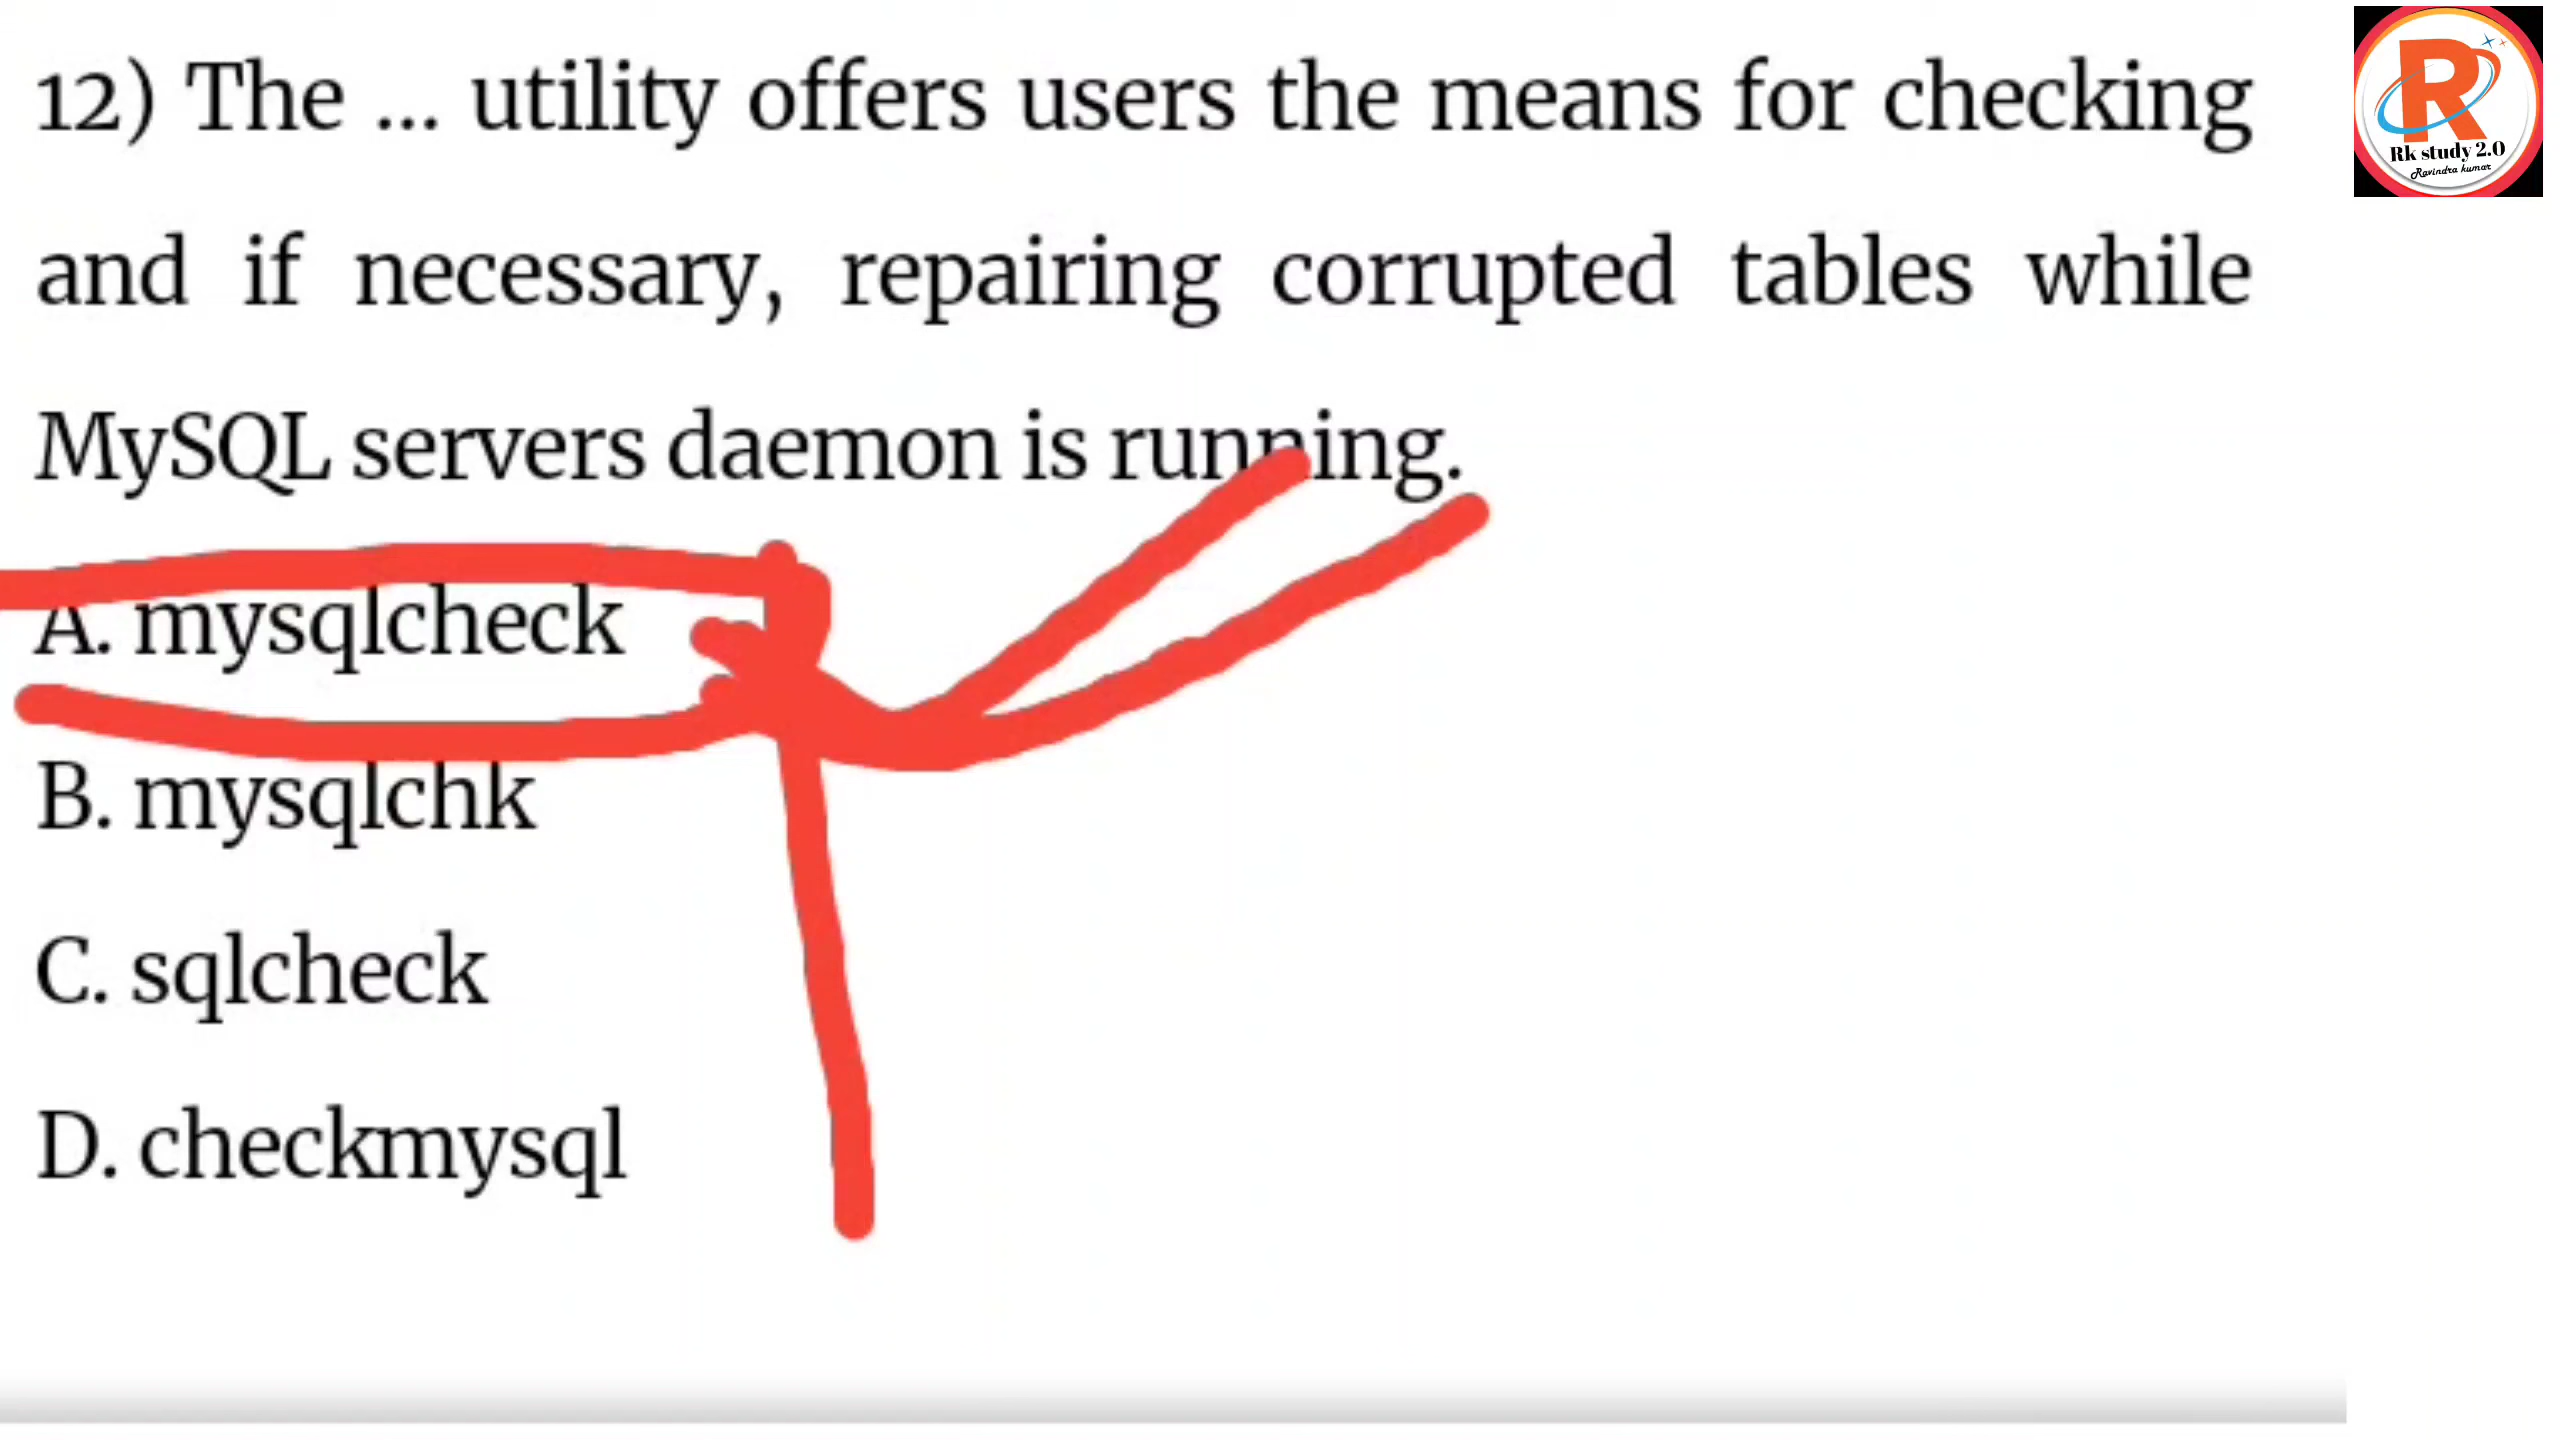 12) The ... utility offers users the means for checking
and if necessary, repairing corrupted tables while
MySQL servers daemon is running.
A. mysqlcheck
B. mysqlchk
C. sqlcheck
D. checkmysql
R
Rk study 2.0
Ravindra kumar